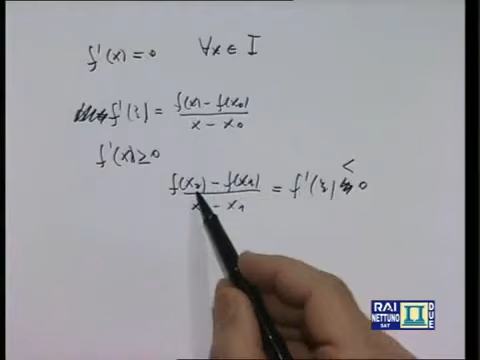 f'(x) = 0 ∀x ∈ I
f'(ξ) = f(x) - f(x₀) / x - x₀
f'(x) ≥ 0
f(x₂) - f(x₁) / x₂ - x₁ = f'(ξ) < 0
RAI
NETTUNO
SAT
DUE